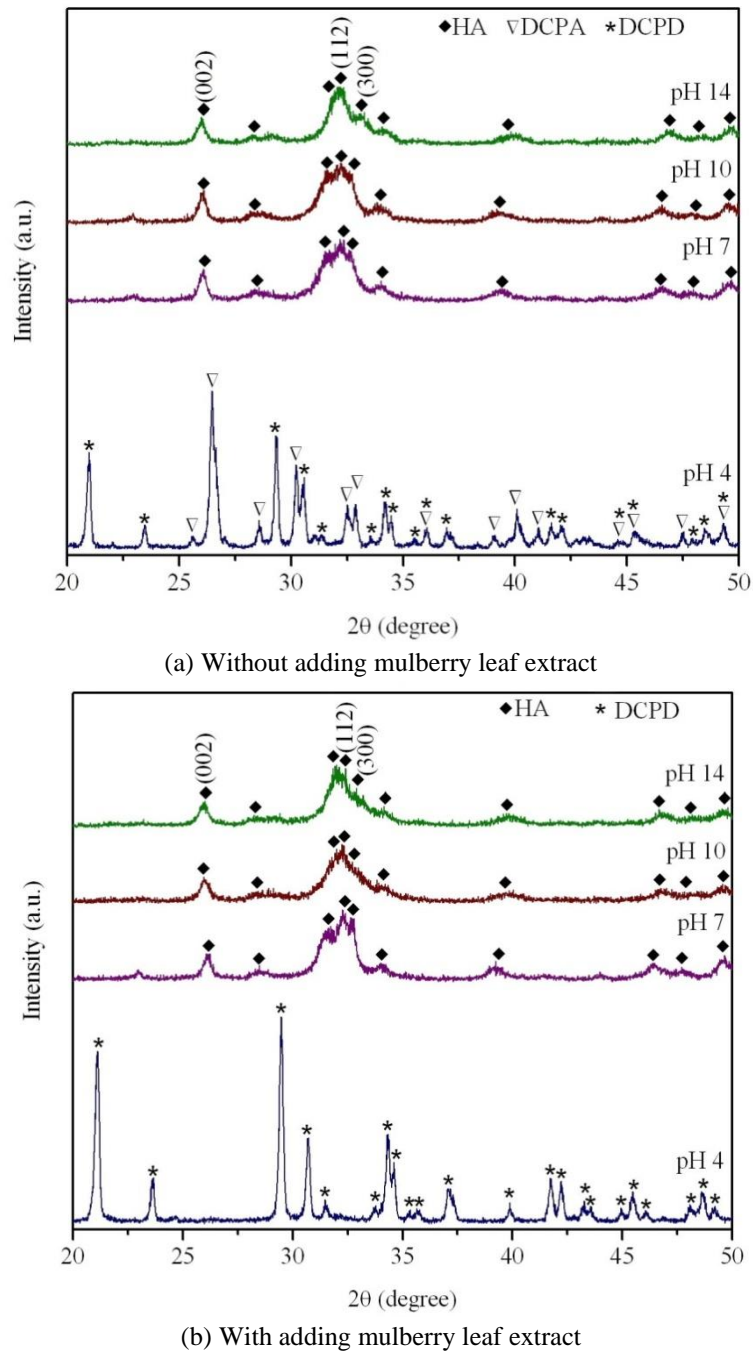 ◆HA ▽DCPA *DCPD
(002)
(112)
(300)
pH 14
pH 10
pH 7
pH 4
Intensity (a.u.)
20 25 30 35 40 45 50
2θ (degree)
(a) Without adding mulberry leaf extract
◆HA * DCPD
(002)
(112)
(300)
pH 14
pH 10
pH 7
pH 4
Intensity (a.u.)
20 25 30 35 40 45 50
2θ (degree)
(b) With adding mulberry leaf extract